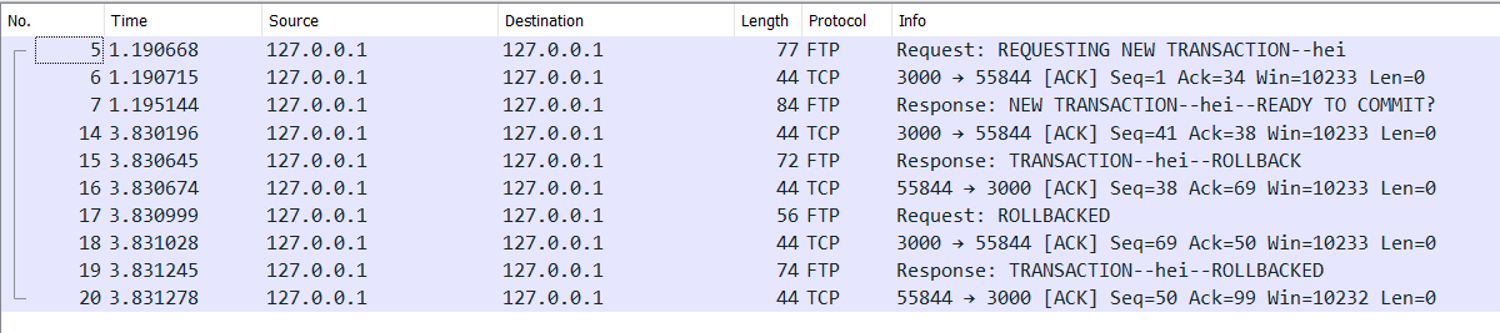 No. Time Source Destination Length Protocol Info
5 1.190668 127.0.0.1 127.0.0.1 77 FTP Request: REQUESTING NEW TRANSACTION--hei
6 1.190715 127.0.0.1 127.0.0.1 44 TCP 3000 → 55844 [ACK] Seq=1 Ack=34 Win=10233 Len=0
7 1.195144 127.0.0.1 127.0.0.1 84 FTP Response: NEW TRANSACTION--hei--READY TO COMMIT?
14 3.830196 127.0.0.1 127.0.0.1 44 TCP 3000 → 55844 [ACK] Seq=41 Ack=38 Win=10233 Len=0
15 3.830645 127.0.0.1 127.0.0.1 72 FTP Response: TRANSACTION--hei--ROLLBACK
16 3.830674 127.0.0.1 127.0.0.1 44 TCP 55844 → 3000 [ACK] Seq=38 Ack=69 Win=10233 Len=0
17 3.830999 127.0.0.1 127.0.0.1 56 FTP Request: ROLLBACKED
18 3.831028 127.0.0.1 127.0.0.1 44 TCP 3000 → 55844 [ACK] Seq=69 Ack=50 Win=10233 Len=0
19 3.831245 127.0.0.1 127.0.0.1 74 FTP Response: TRANSACTION--hei--ROLLBACKED
20 3.831278 127.0.0.1 127.0.0.1 44 TCP 55844 → 3000 [ACK] Seq=50 Ack=99 Win=10232 Len=0